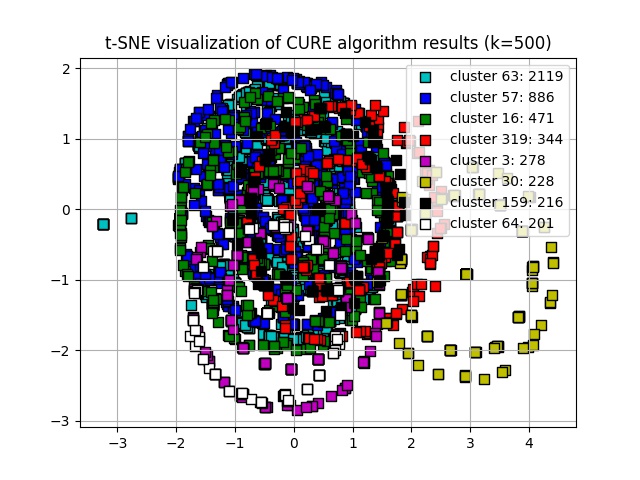 t-SNE visualization of CURE algorithm results (k=500)
cluster 63: 2119
cluster 57: 886
cluster 16: 471
cluster 319: 344
cluster 3: 278
cluster 30: 228
cluster 159: 216
cluster 64: 201
2
1
0
−1
−2
−3
−3 −2 −1 0 1 2 3 4